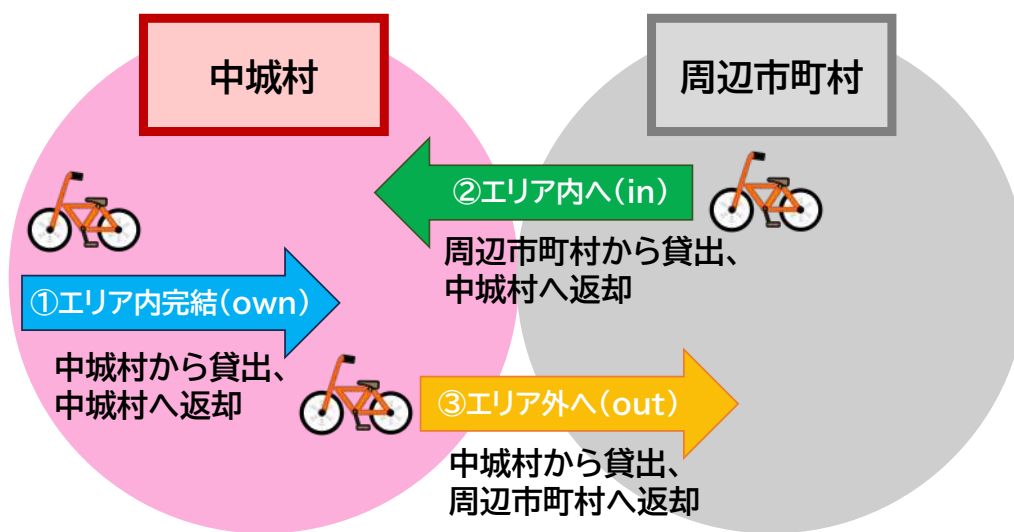 中城村
周辺市町村
②エリア内へ(in)
周辺市町村から貸出、
中城村へ返却
①エリア内完結(own)
中城村から貸出、
中城村へ返却
③エリア外へ(out)
中城村から貸出、
周辺市町村へ返却